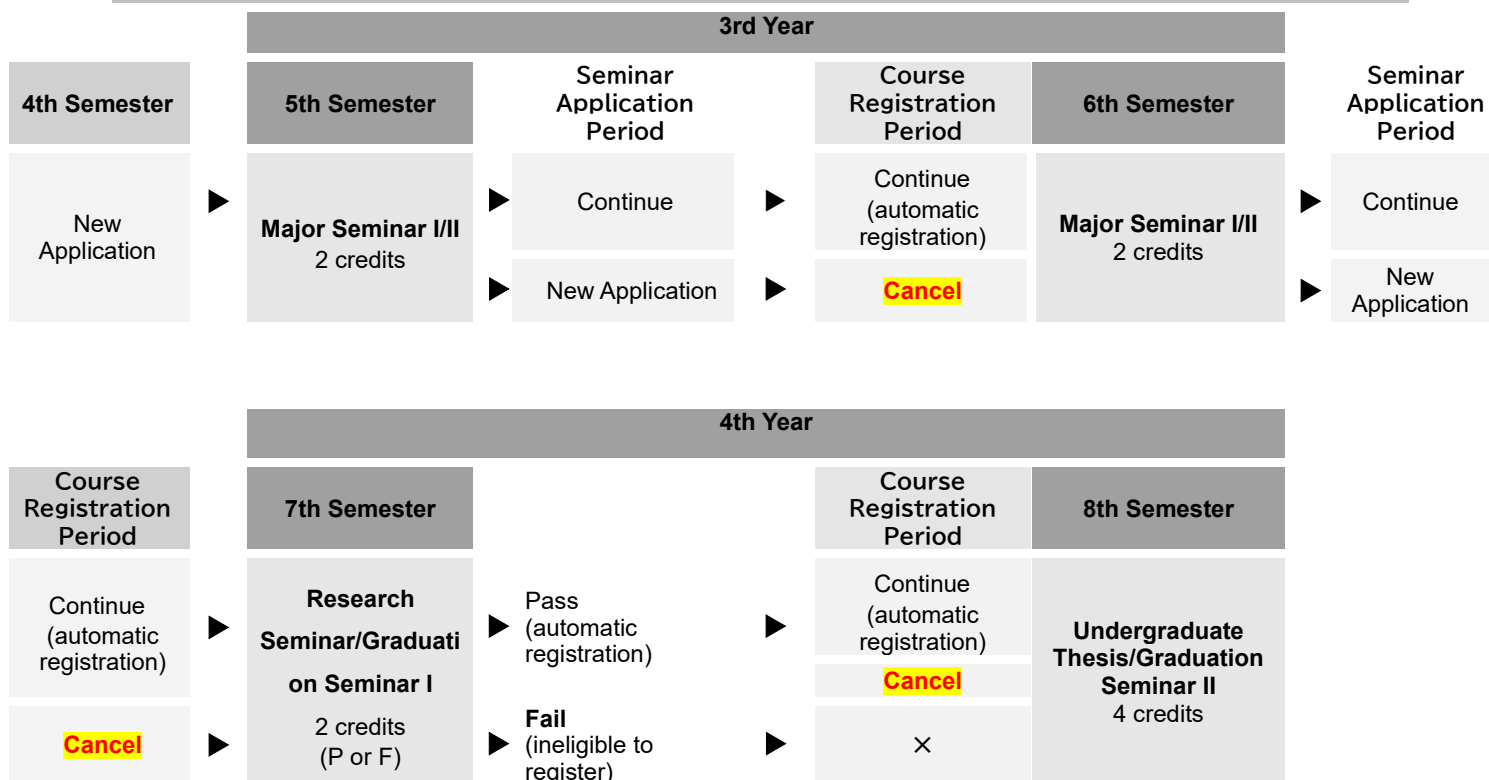 3rd Year
4th Semester
5th Semester
Seminar
Application
Period
Course
Registration
Period
6th Semester
Seminar
Application
Period
New
Application
Major Seminar I/II
2 credits
Continue
New Application
Continue
(automatic
registration)
Cancel
Major Seminar I/II
2 credits
Continue
New
Application
4th Year
Course
Registration
Period
7th Semester
Course
Registration
Period
8th Semester
Continue
(automatic
registration)
Cancel
Research
Seminar/Graduati
on Seminar I
2 credits
(P or F)
Pass
(automatic
registration)
Fail
(ineligible to
register)
Continue
(automatic
registration)
Cancel
×
Undergraduate
Thesis/Graduation
Seminar II
4 credits